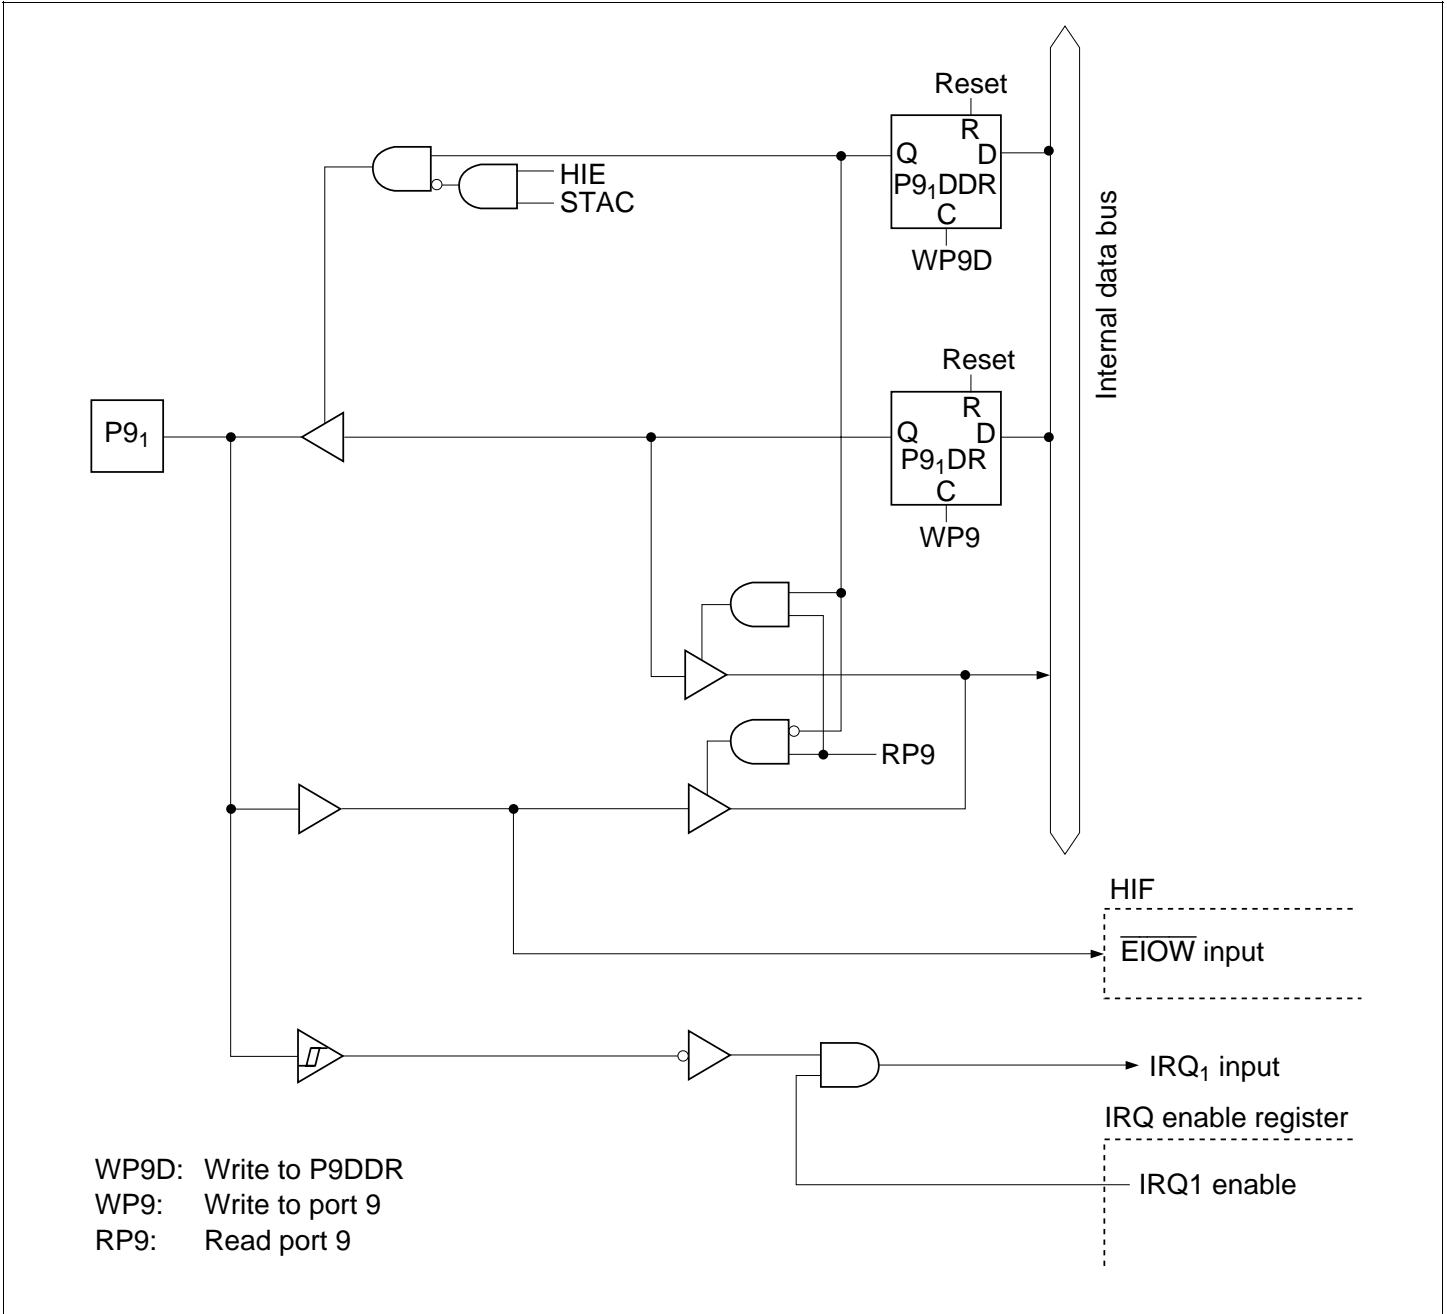 Reset
R
Q D
P9₁DDR
C
WP9D
HIE
STAC
Internal data bus
Reset
R
Q D
P9₁DR
C
WP9
P9₁
RP9
HIF
E̅I̅O̅W̅ input
IRQ₁ input
IRQ enable register
IRQ1 enable
WP9D: Write to P9DDR
WP9: Write to port 9
RP9: Read port 9